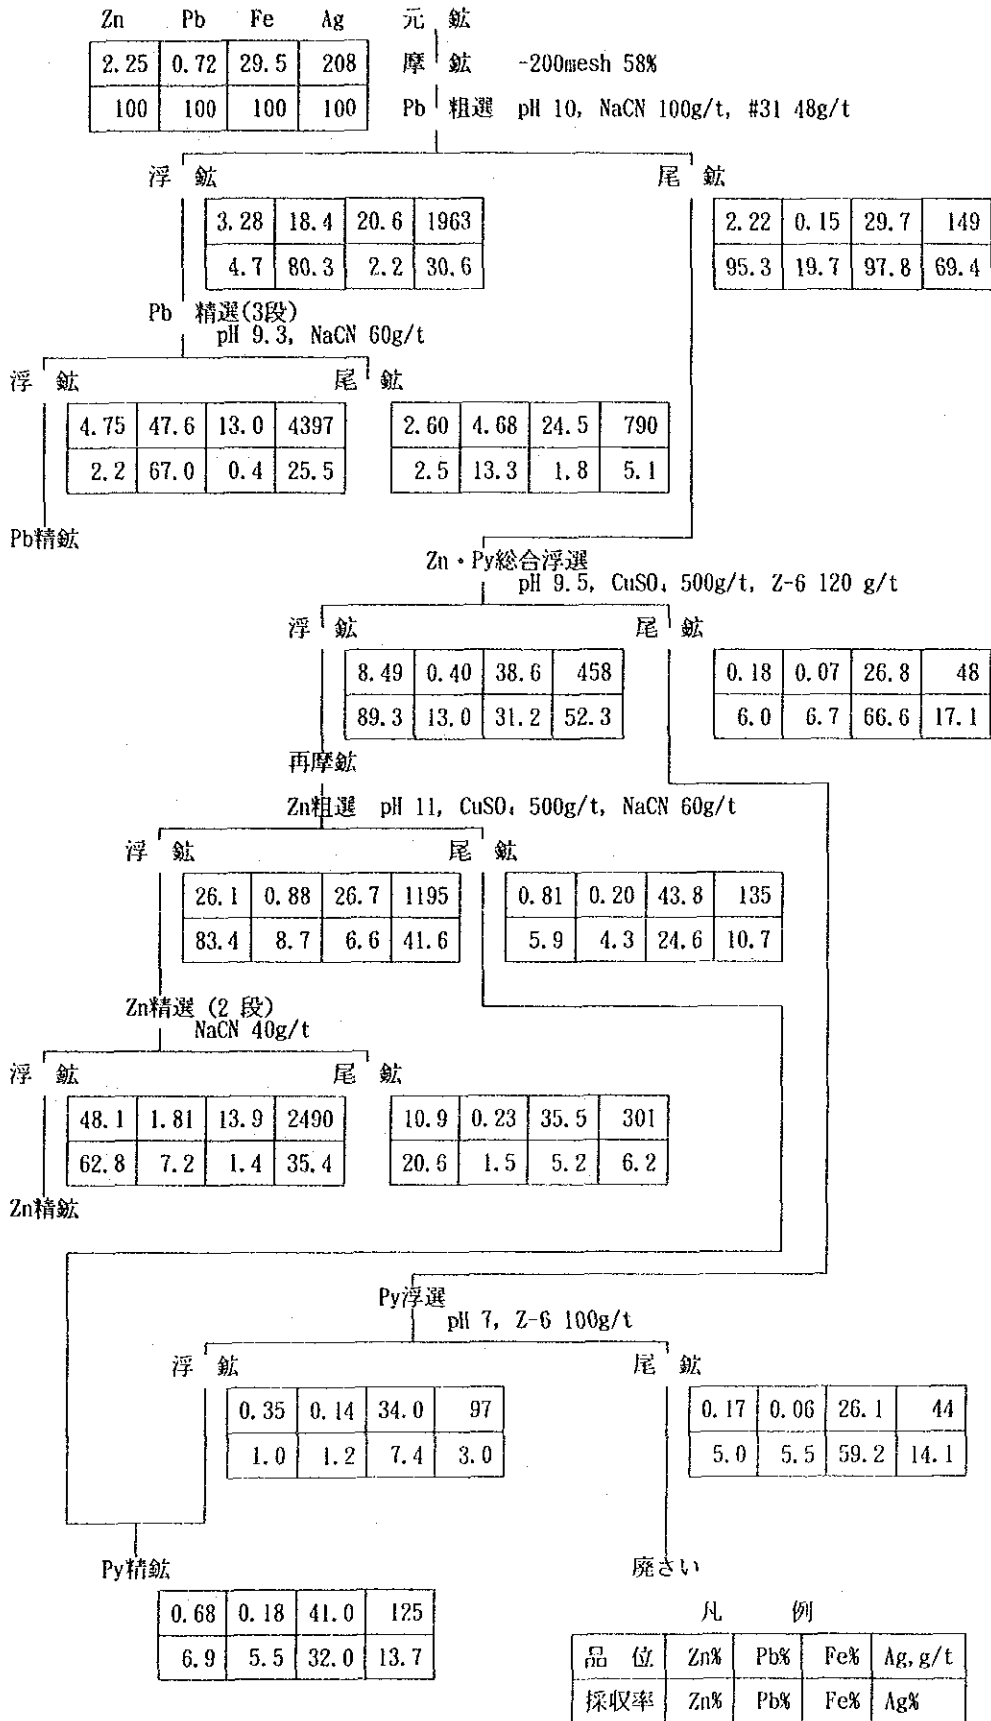 Zn Pb Fe Ag 元 鉱
2.25 0.72 29.5 208 摩 鉱 -200mesh 58%
100 100 100 100 Pb 粗選 pH 10, NaCN 100g/t, #31 48g/t
浮 鉱 尾 鉱
3.28 18.4 20.6 1963 2.22 0.15 29.7 149
4.7 80.3 2.2 30.6 95.3 19.7 97.8 69.4
Pb 精選(3段)
pH 9.3, NaCN 60g/t
浮 鉱 尾 鉱
4.75 47.6 13.0 4397 2.60 4.68 24.5 790
2.2 67.0 0.4 25.5 2.5 13.3 1.8 5.1
Pb精鉱
Zn・Py総合浮選
pH 9.5, CuSO₄ 500g/t, Z-6 120 g/t
浮 鉱 尾 鉱
8.49 0.40 38.6 458 0.18 0.07 26.8 48
89.3 13.0 31.2 52.3 6.0 6.7 66.6 17.1
再摩鉱
Zn粗選 pH 11, CuSO₄ 500g/t, NaCN 60g/t
浮 鉱 尾 鉱
26.1 0.88 26.7 1195 0.81 0.20 43.8 135
83.4 8.7 6.6 41.6 5.9 4.3 24.6 10.7
Zn精選 (2 段)
NaCN 40g/t
浮 鉱 尾 鉱
48.1 1.81 13.9 2490 10.9 0.23 35.5 301
62.8 7.2 1.4 35.4 20.6 1.5 5.2 6.2
Zn精鉱
Py浮選
pH 7, Z-6 100g/t
浮 鉱 尾 鉱
0.35 0.14 34.0 97 0.17 0.06 26.1 44
1.0 1.2 7.4 3.0 5.0 5.5 59.2 14.1
Py精鉱 廃さい
0.68 0.18 41.0 125 凡 例
6.9 5.5 32.0 13.7 品 位 Zn% Pb% Fe% Ag,g/t
採収率 Zn% Pb% Fe% Ag%